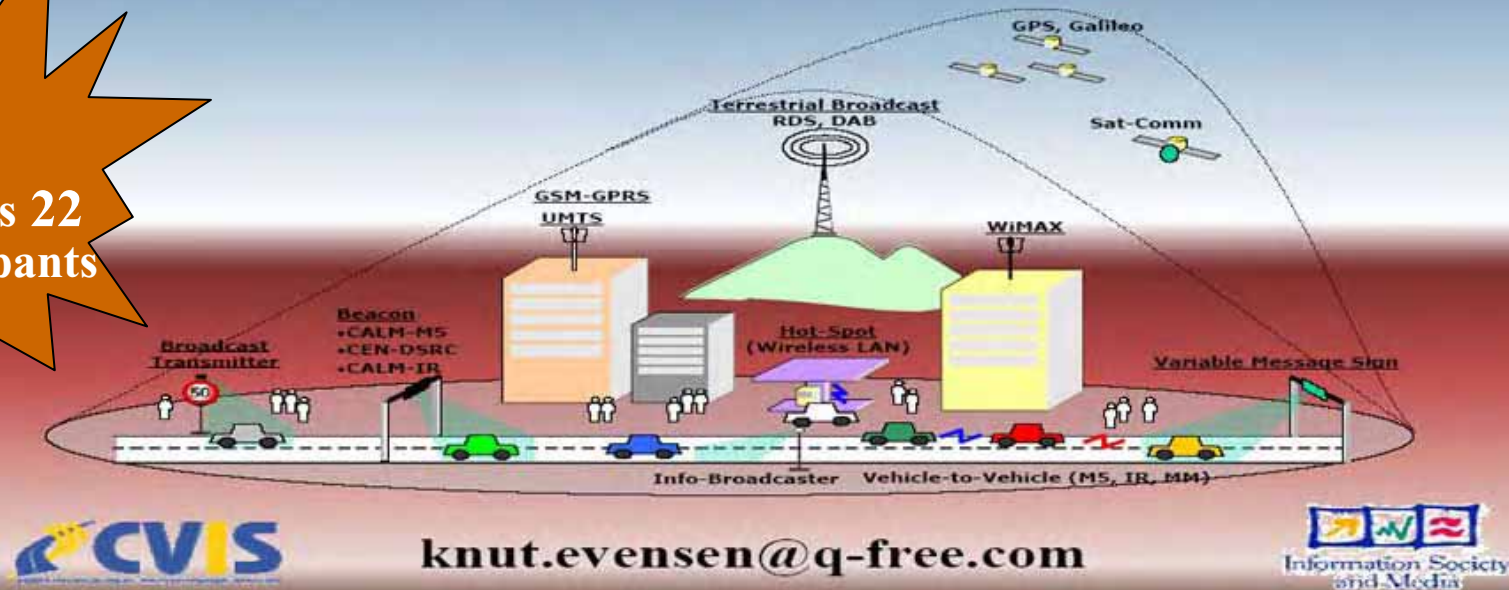 GPS, Galileo
Terrestrial Broadcast
RDS, DAB
Sat-Comm
s 22
pants
GSM-GPRS
UMTS
WiMAX
Beacon
•CALM-M5
•CEN-DSRC
•CALM-IR
Broadcast
Transmitter
Hot-Spot
(Wireless LAN)
Variable Message Sign
50
Info-Broadcaster
Vehicle-to-Vehicle (M5, IR, MM)
CVIS
knut.evensen@q-free.com
Information Society
and Media